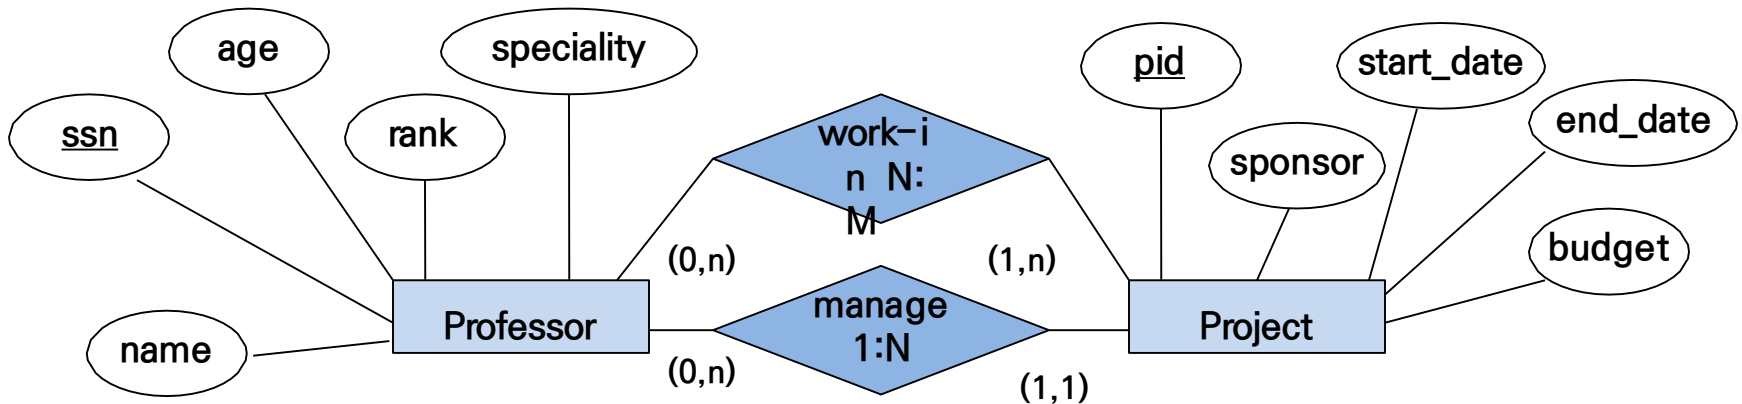 age
speciality
pid
start_date
ssn
rank
work-i
n N:
M
sponsor
end_date
(0,n)
(1,n)
budget
name
Professor
manage
1:N
Project
(0,n)
(1,1)